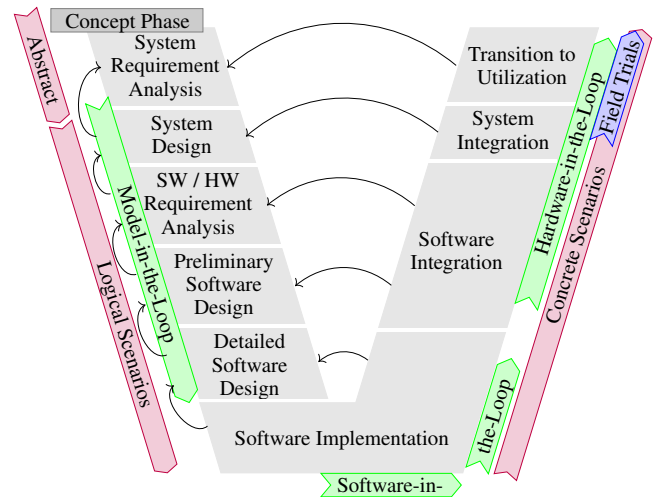 Concept Phase
System
Requirement
Analysis
System
Design
SW / HW
Requirement
Analysis
Preliminary
Software
Design
Detailed
Software
Design
Software Implementation
Software
Integration
System
Integration
Transition to
Utilization
Abstract
Logical Scenarios
Model-in-the-Loop
Software-in-
the-Loop
Hardware-in-the-Loop
Field Trials
Concrete Scenarios